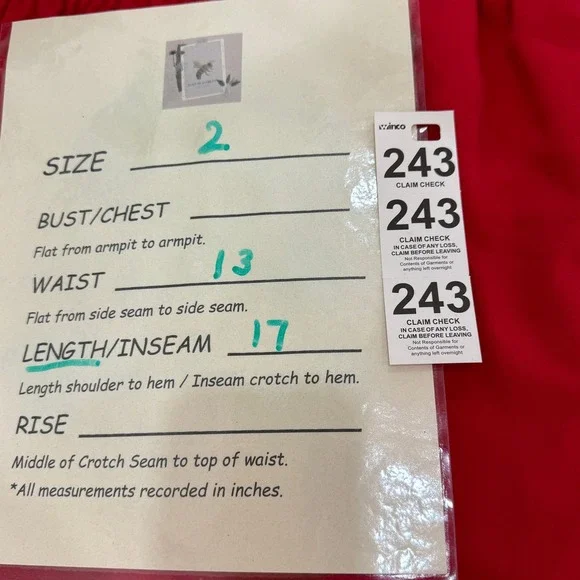 SIZE 2.
BUST/CHEST
Flat from armpit to armpit.
WAIST 13
Flat from side seam to side seam.
LENGTH/INSEAM 17
Length shoulder to hem / Inseam crotch to hem.
RISE
Middle of Crotch Seam to top of waist.
*All measurements recorded in inches.
winco
243
CLAIM CHECK
243
CLAIM CHECK
IN CASE OF ANY LOSS,
CLAIM BEFORE LEAVING
Not Responsible for
Contents of Garments or
anything left overnight
243
CLAIM CHECK
IN CASE OF ANY LOSS,
CLAIM BEFORE LEAVING
Not Responsible for
Contents of Garments or
anything left overnight